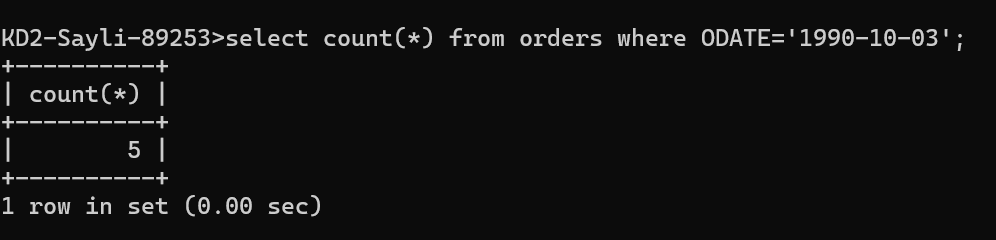 KD2-Sayli-89253>select count(*) from orders where ODATE='1990-10-03';
+----------+
| count(*) |
+----------+
|        5 |
+----------+
1 row in set (0.00 sec)